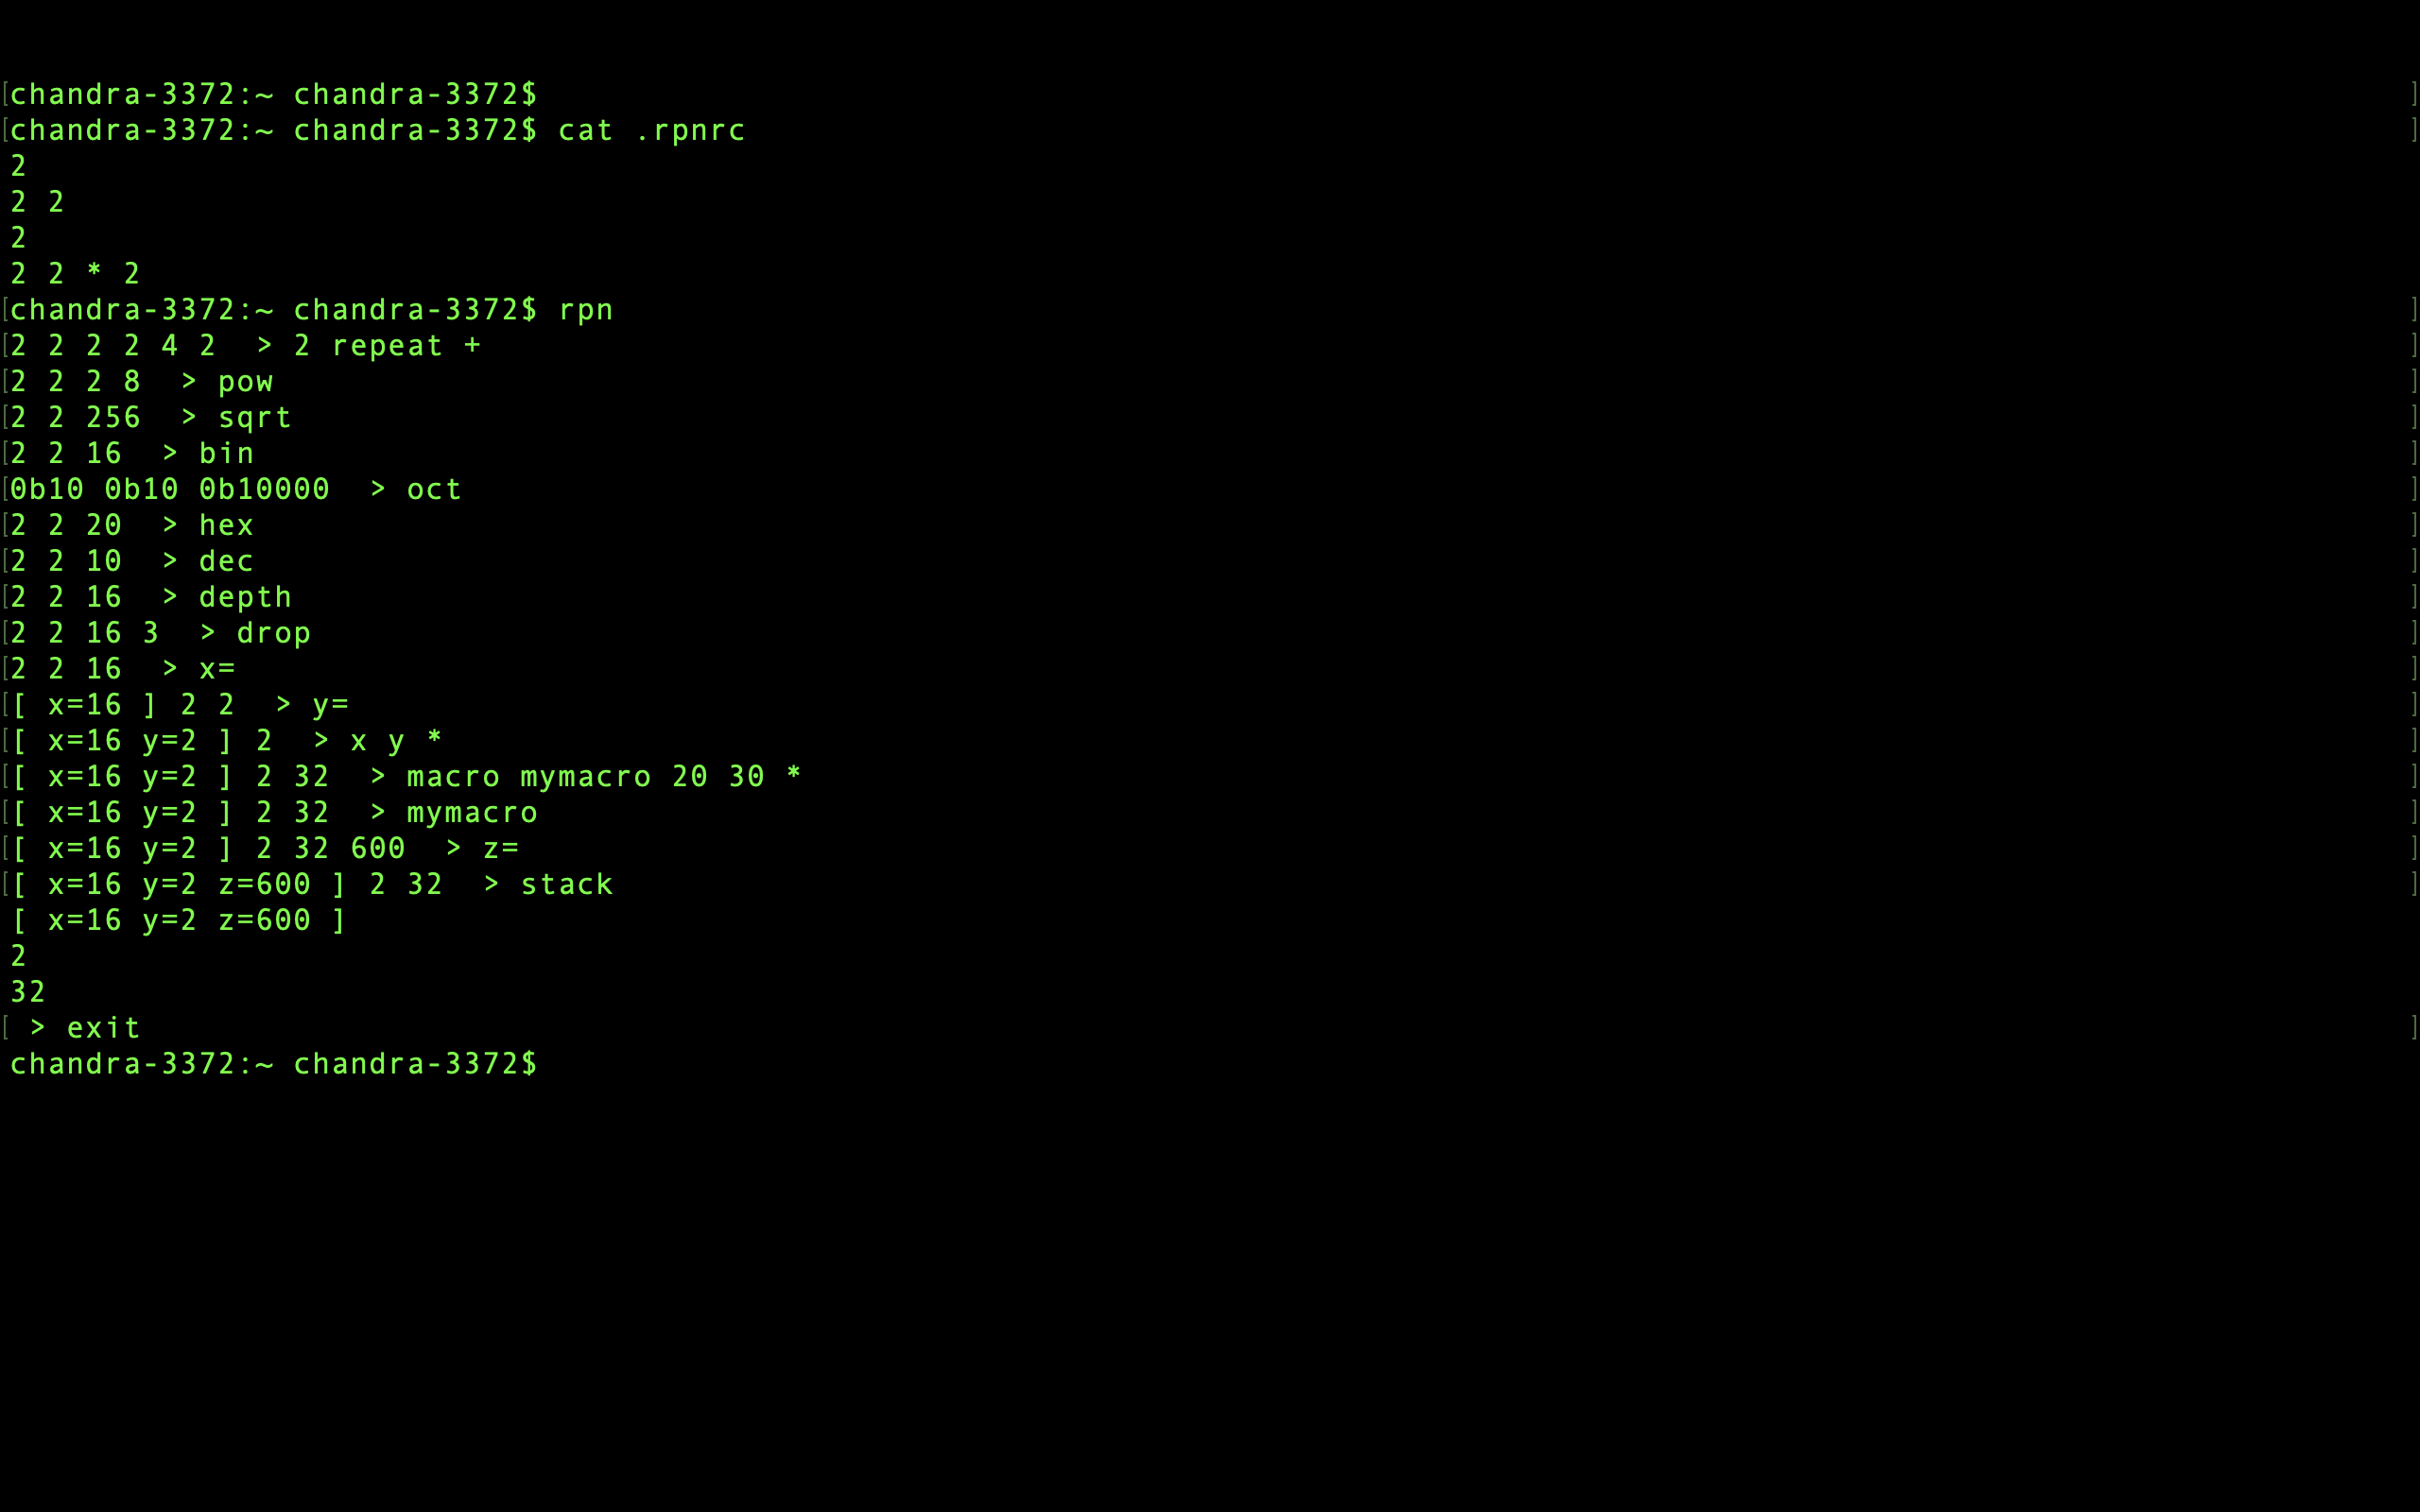 [chandra-3372:~ chandra-3372$ ]
[chandra-3372:~ chandra-3372$ cat .rpnrc ]
2
2 2
2
2 2 * 2
[chandra-3372:~ chandra-3372$ rpn ]
[2 2 2 2 4 2  > 2 repeat + ]
[2 2 2 8  > pow ]
[2 2 256  > sqrt ]
[2 2 16  > bin ]
[0b10 0b10 0b10000  > oct ]
[2 2 20  > hex ]
[2 2 10  > dec ]
[2 2 16  > depth ]
[2 2 16 3  > drop ]
[2 2 16  > x= ]
[[ x=16 ] 2 2  > y= ]
[[ x=16 y=2 ] 2  > x y * ]
[[ x=16 y=2 ] 2 32  > macro mymacro 20 30 * ]
[[ x=16 y=2 ] 2 32  > mymacro ]
[[ x=16 y=2 ] 2 32 600  > z= ]
[[ x=16 y=2 z=600 ] 2 32  > stack ]
[ x=16 y=2 z=600 ]
2
32
[ > exit ]
chandra-3372:~ chandra-3372$